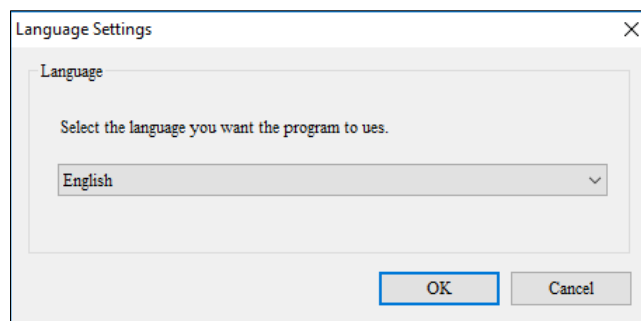 Language Settings
Language
Select the language you want the program to ues.
English
OK
Cancel